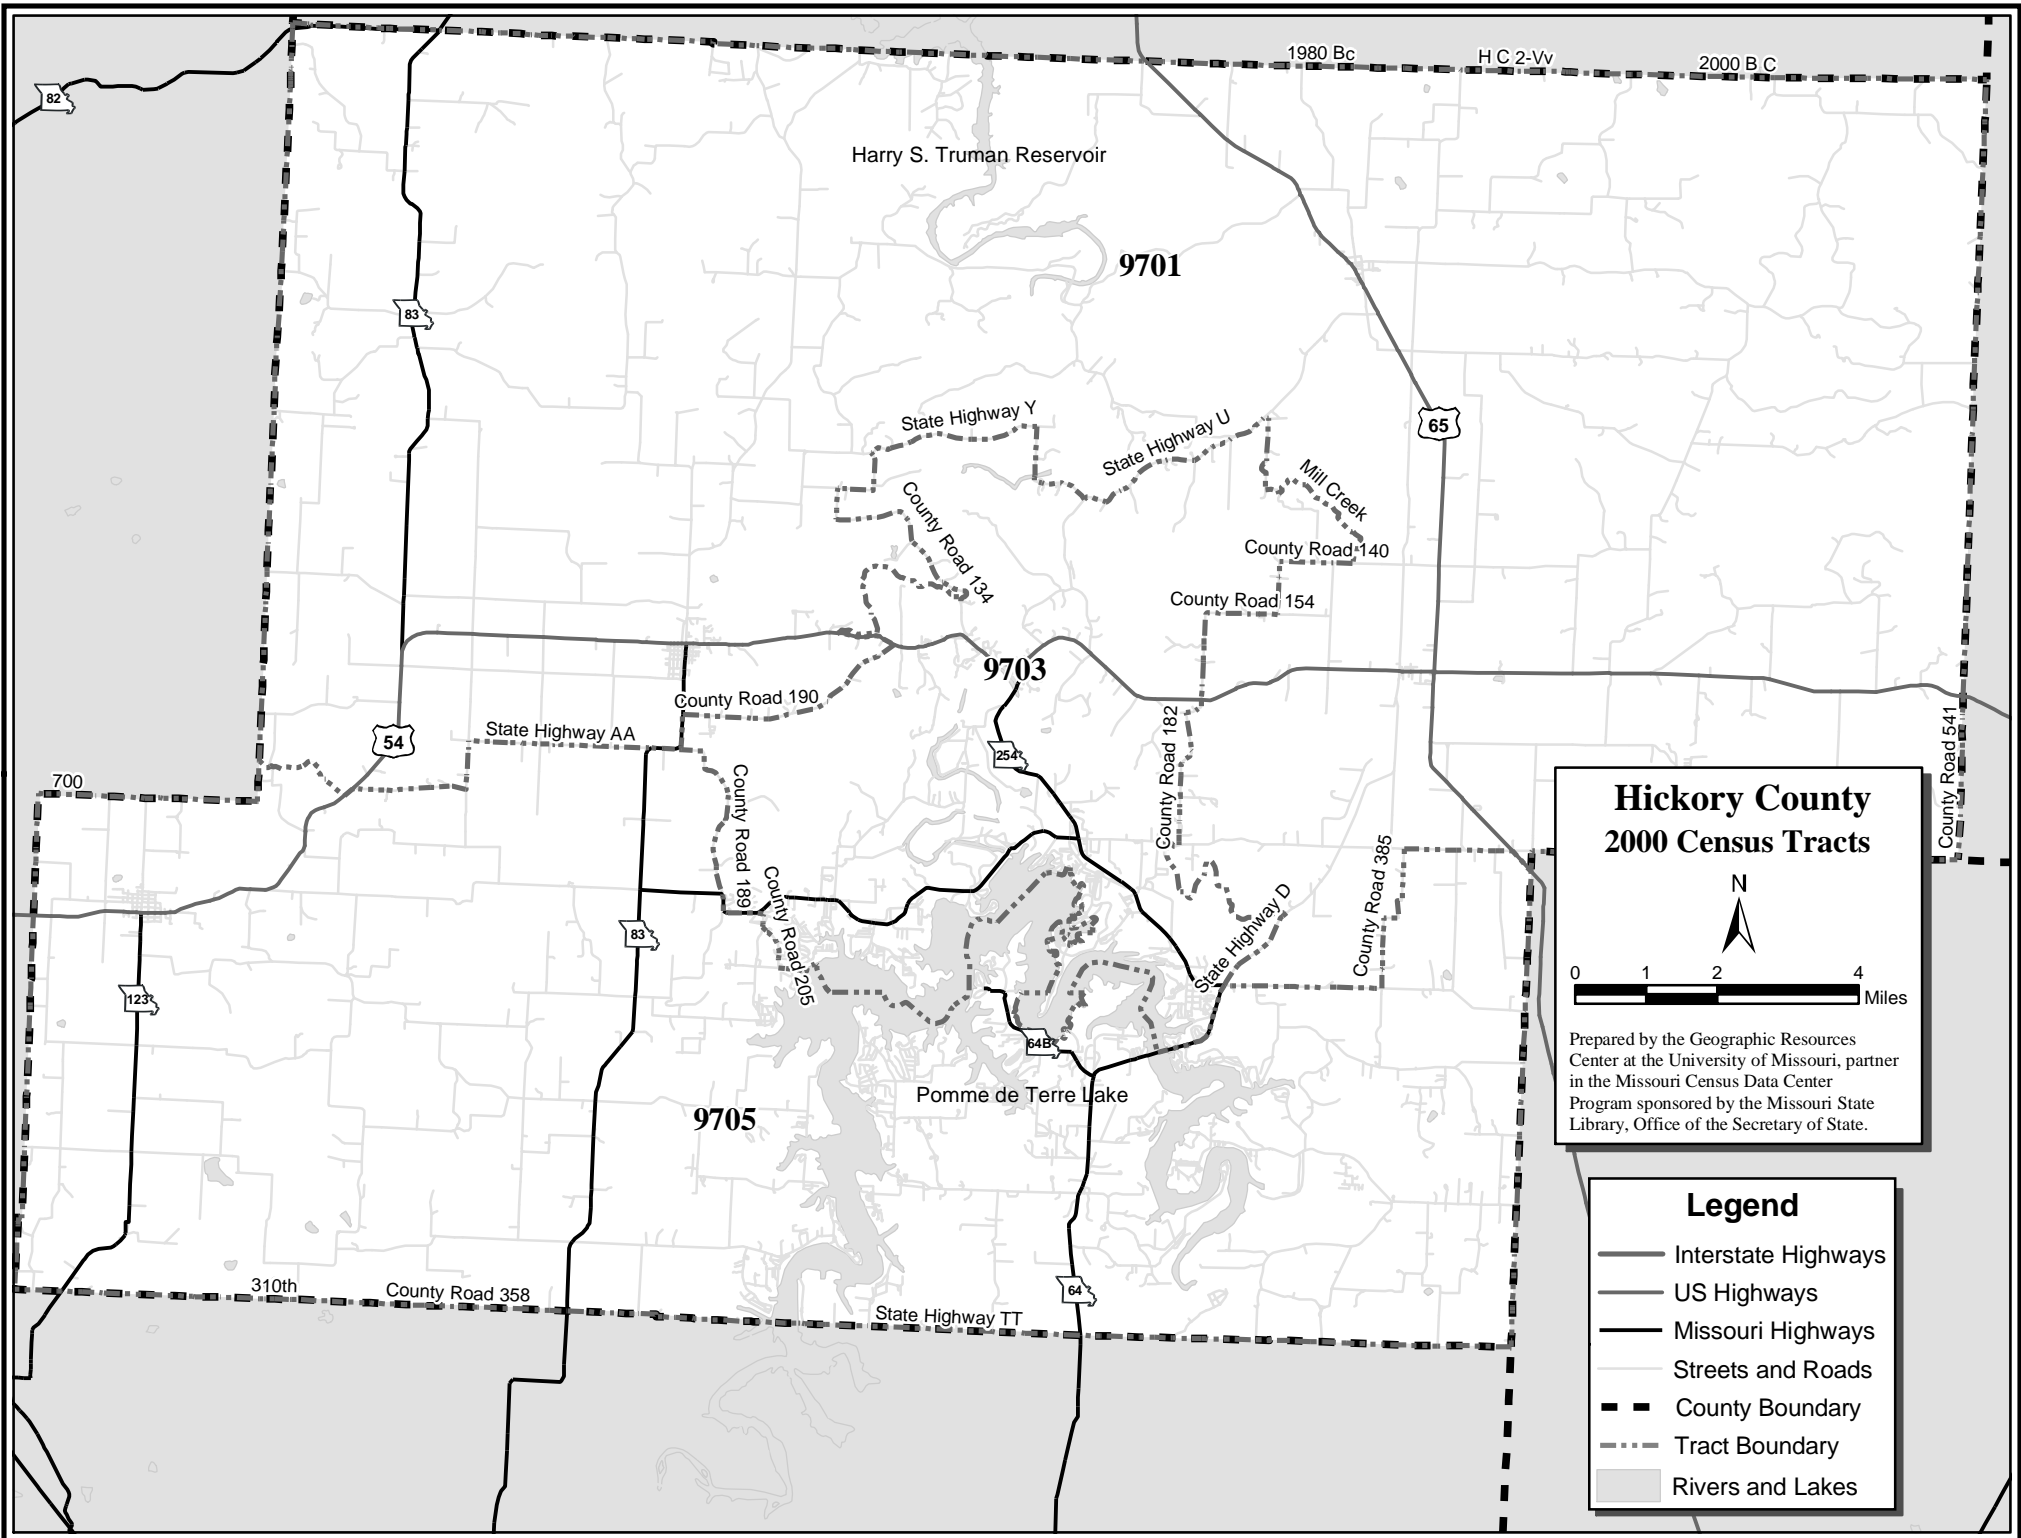 1980 Bc
H C 2-Vv
2000 B C
82
Harry S. Truman Reservoir
9701
83
State Highway Y
State Highway U
65
Mill Creek
County Road 134
County Road 140
County Road 154
9703
County Road 190
State Highway AA
54
254
County Road 182
County Road 541
700
County Road 189
County Road 205
County Road 385
State Highway D
83
123
64B
Pomme de Terre Lake
9705
64
310th
County Road 358
State Highway TT
Hickory County
2000 Census Tracts
N
0 1 2 4
Miles
Prepared by the Geographic Resources
Center at the University of Missouri, partner
in the Missouri Census Data Center
Program sponsored by the Missouri State
Library, Office of the Secretary of State.
Legend
Interstate Highways
US Highways
Missouri Highways
Streets and Roads
County Boundary
Tract Boundary
Rivers and Lakes